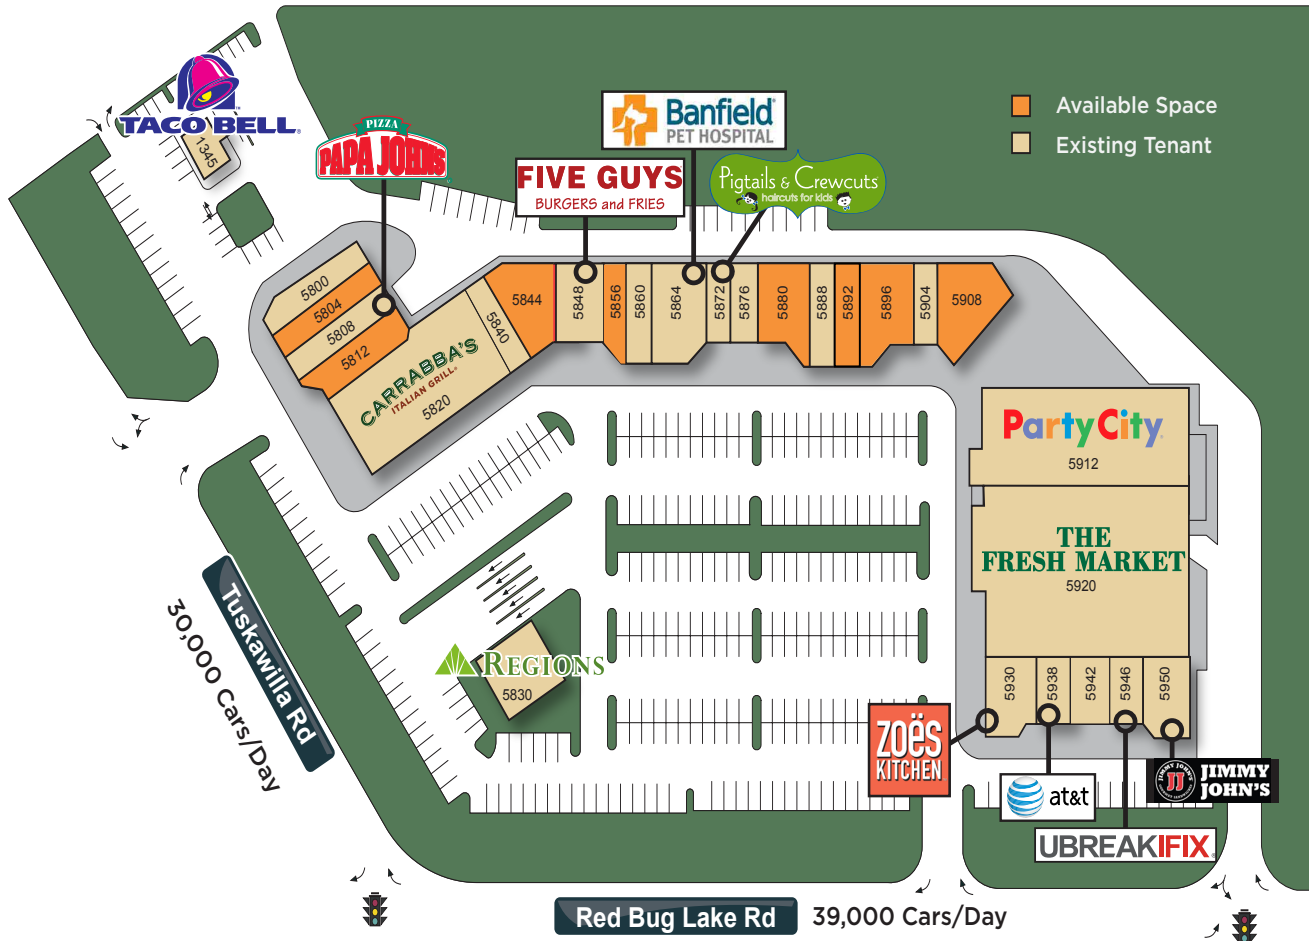 TACO BELL
1345
PIZZA
PAPA JOHN'S
Banfield
PET HOSPITAL
FIVE GUYS
BURGERS and FRIES
Pigtails & Crewcuts
haircuts for kids
Available Space
Existing Tenant
5800
5804
5808
5812
CARRABBA'S
ITALIAN GRILL
5820
5840
5844
5848
5856
5860
5864
5872
5876
5880
5888
5892
5896
5904
5908
Party City
5912
THE
FRESH MARKET
5920
5930
5938
5942
5946
5950
REGIONS
5830
ZOËS
KITCHEN
at&t
UBREAKIFIX
JIMMY JOHN'S
JJ
JIMMY
JOHN'S
Tuskawilla Rd
30,000 Cars/Day
Red Bug Lake Rd
39,000 Cars/Day